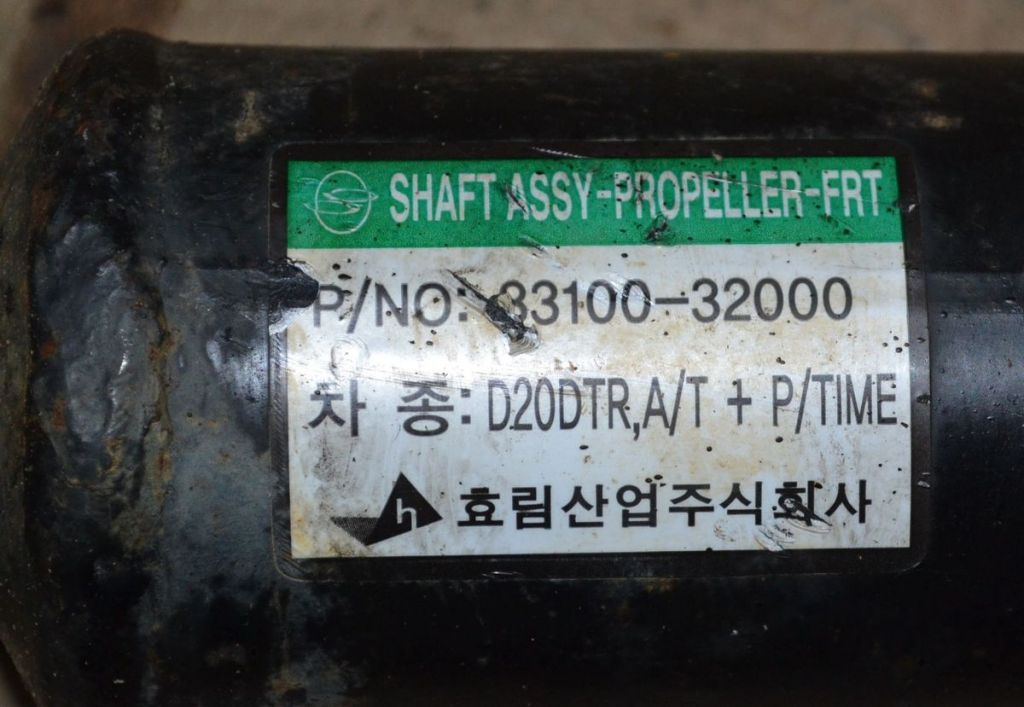 SHAFT ASSY-PROPELLER-FRT
P/NO: 33100-32000
차 종: D20DTR,A/T + P/TIME
h 효림산업주식회사